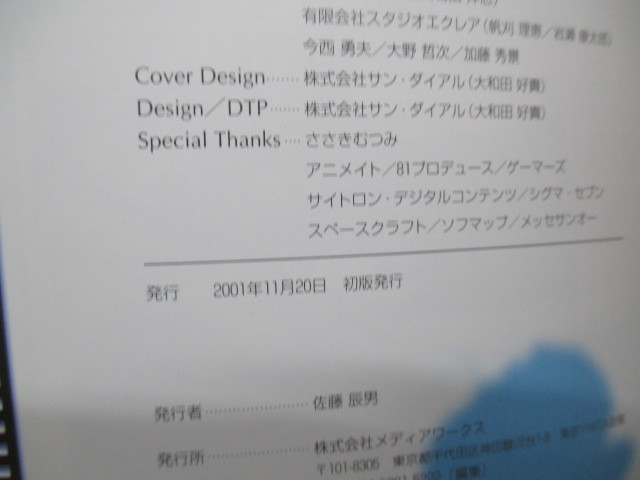 有限会社スタジオエクレア(帆刈 理恵／岩瀬 康太郎)
今西 勇夫／大野 哲次／加藤 秀景
Cover Design……株式会社サン・ダイアル(大和田 好貴)
Design／DTP……株式会社サン・ダイアル(大和田 好貴)
Special Thanks…ささきむつみ
アニメイト／81プロデュース／ゲーマーズ
サイトロン・デジタルコンテンツ／シグマ・セブン
スペースクラフト／ソフマップ／メッセサンオー
発行 2001年11月20日 初版発行
発行者……………………佐藤 辰男
発行所……………………株式会社メディアワークス
〒101-8305 東京都千代田区神田駿河台1-8
[編集]